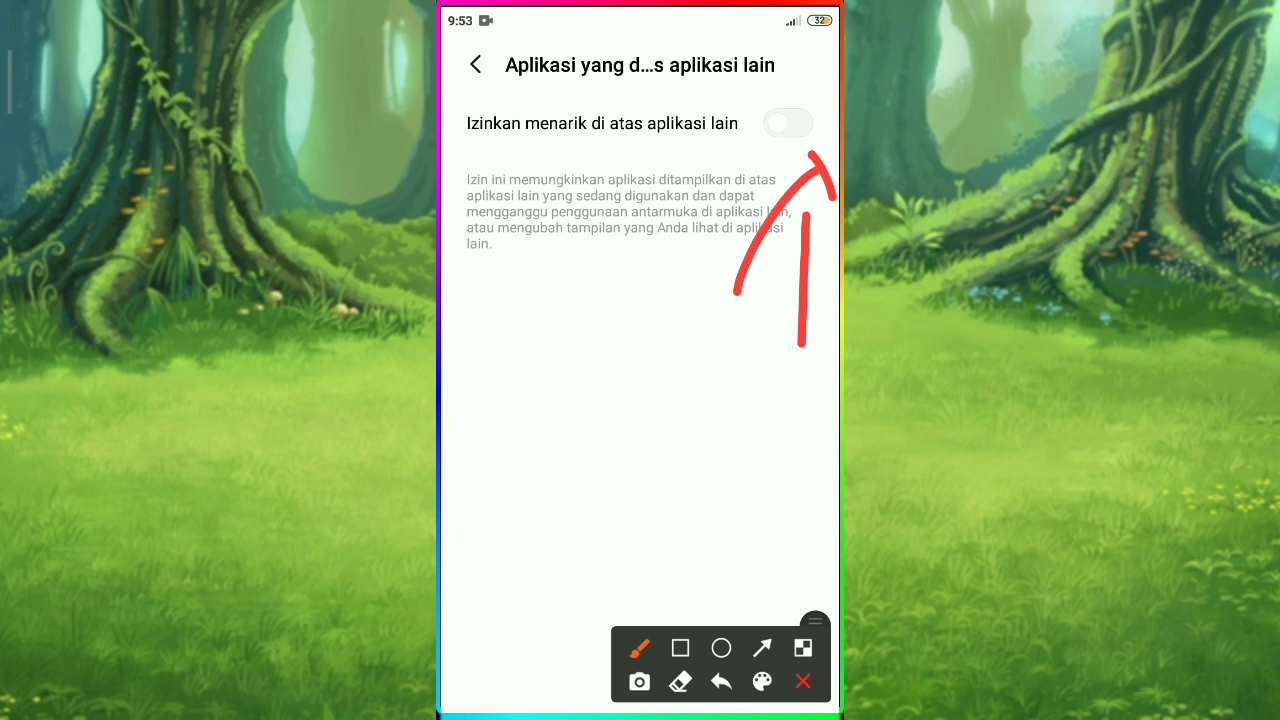 9:53
32
Aplikasi yang d...s aplikasi lain
Izinkan menarik di atas aplikasi lain
Izin ini memungkinkan aplikasi ditampilkan di atas
aplikasi lain yang sedang digunakan dan dapat
mengganggu penggunaan antarmuka di aplikasi lain,
atau mengubah tampilan yang Anda lihat di aplikasi
lain.